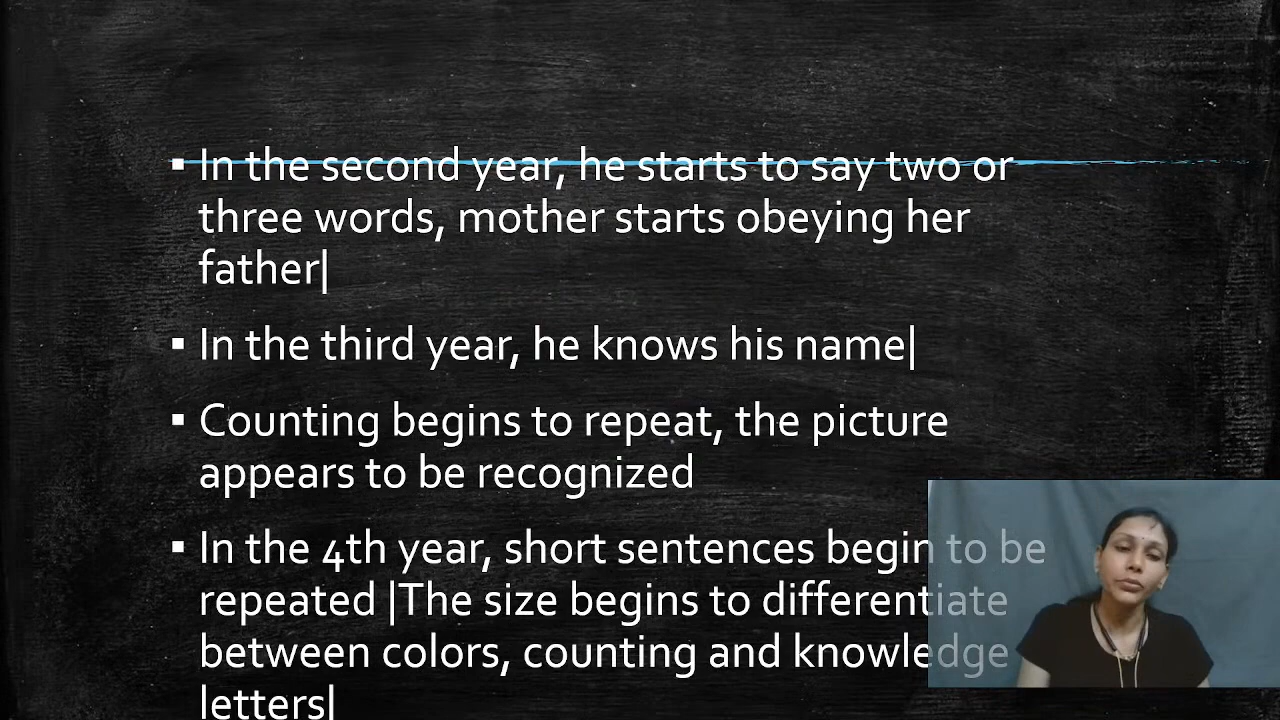 ▪ In the second year, he starts to say two or
three words, mother starts obeying her
father|
▪ In the third year, he knows his name|
▪ Counting begins to repeat, the picture
appears to be recognized
▪ In the 4th year, short sentences begin to be
repeated |The size begins to differentiate
between colors, counting and knowledge
letters|